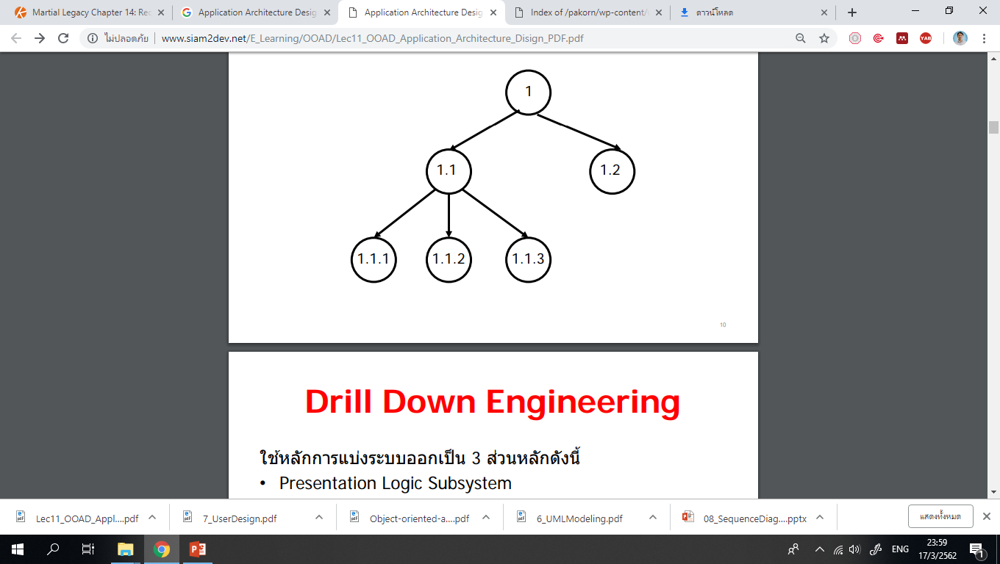 Martial Legacy Chapter 14: Rec
Application Architecture Desig
Application Architecture Desig
Index of /pakorn/wp-content/
ดาวน์โหลด
ไม่ปลอดภัย
www.siam2dev.net/E_Learning/OOAD/Lec11_OOAD_Application_Architecture_Disign_PDF.pdf
YAB
1
1.1
1.2
1.1.1
1.1.2
1.1.3
10
Drill Down Engineering
ใช้หลักการแบ่งระบบออกเป็น 3 ส่วนหลักดังนี้
• Presentation Logic Subsystem
Lec11_OOAD_Appl....pdf
7_UserDesign.pdf
Object-oriented-a....pdf
6_UMLModeling.pdf
08_SequenceDiag....pptx
แสดงทั้งหมด
ENG
23:59
17/3/2562
1